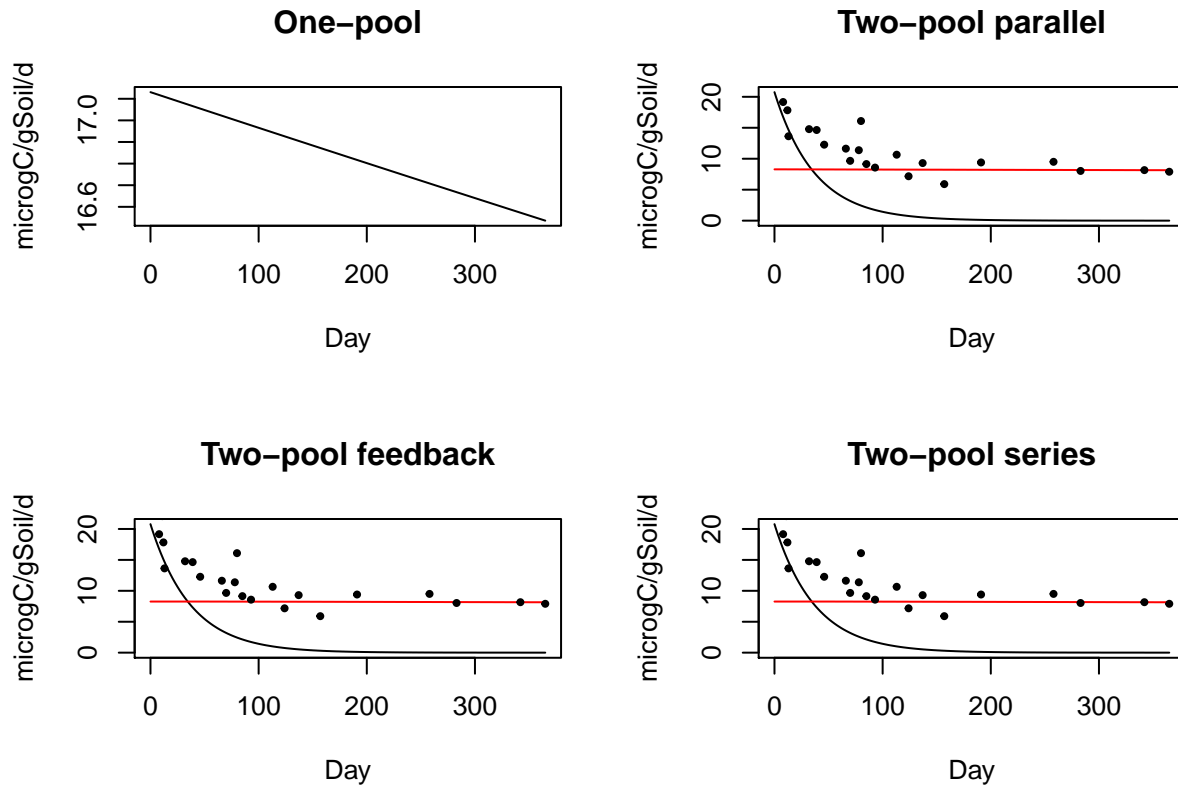 One−pool
microgC/gSoil/d
17.0
16.6
0 100 200 300
Day
Two−pool parallel
microgC/gSoil/d
20
10
0
0 100 200 300
Day
Two−pool feedback
microgC/gSoil/d
20
10
0
0 100 200 300
Day
Two−pool series
microgC/gSoil/d
20
10
0
0 100 200 300
Day